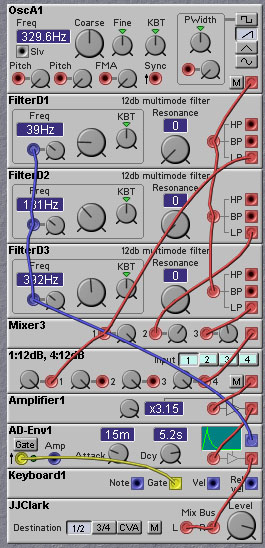 OscA1
Freq Coarse Fine KBT PWidth
329.6Hz
Slv
Pitch Pitch FMA Sync
M
FilterD1 12db multimode filter
Freq KBT Resonance
39Hz 0
HP
BP
LP
FilterD2 12db multimode filter
Freq KBT Resonance
0
HP
BP
LP
FilterD3 12db multimode filter
Freq KBT Resonance
0
HP
BP
LP
Mixer3 1 2 3
1:12dB, 4:12dB Input 1 2 3 4
1 2 3 4 M
Amplifier1
x3.15
AD-Env1
15m 5.2s
Gate Amp Attack Dcy
Keyboard1
Note Gate Vel
JJClark
Mix Bus Level
Destination 1/2 3/4 CVA M L R